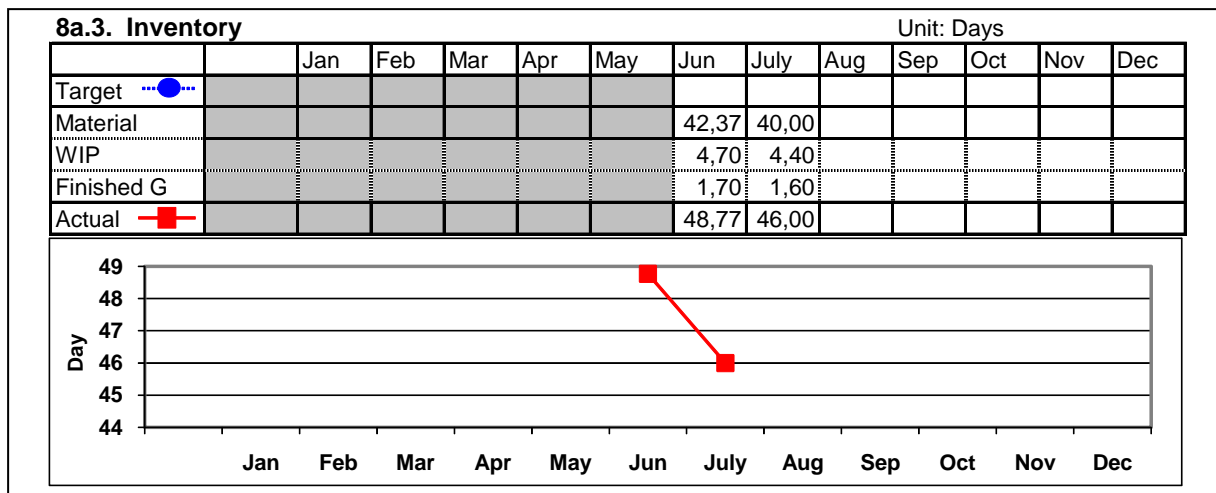 8a.3. Inventory Unit: Days
Jan Feb Mar Apr May Jun July Aug Sep Oct Nov Dec
Target
Material 42,37 40,00
WIP 4,70 4,40
Finished G 1,70 1,60
Actual 48,77 46,00
49
48
47
46
45
44
Day
Jan Feb Mar Apr May Jun July Aug Sep Oct Nov Dec